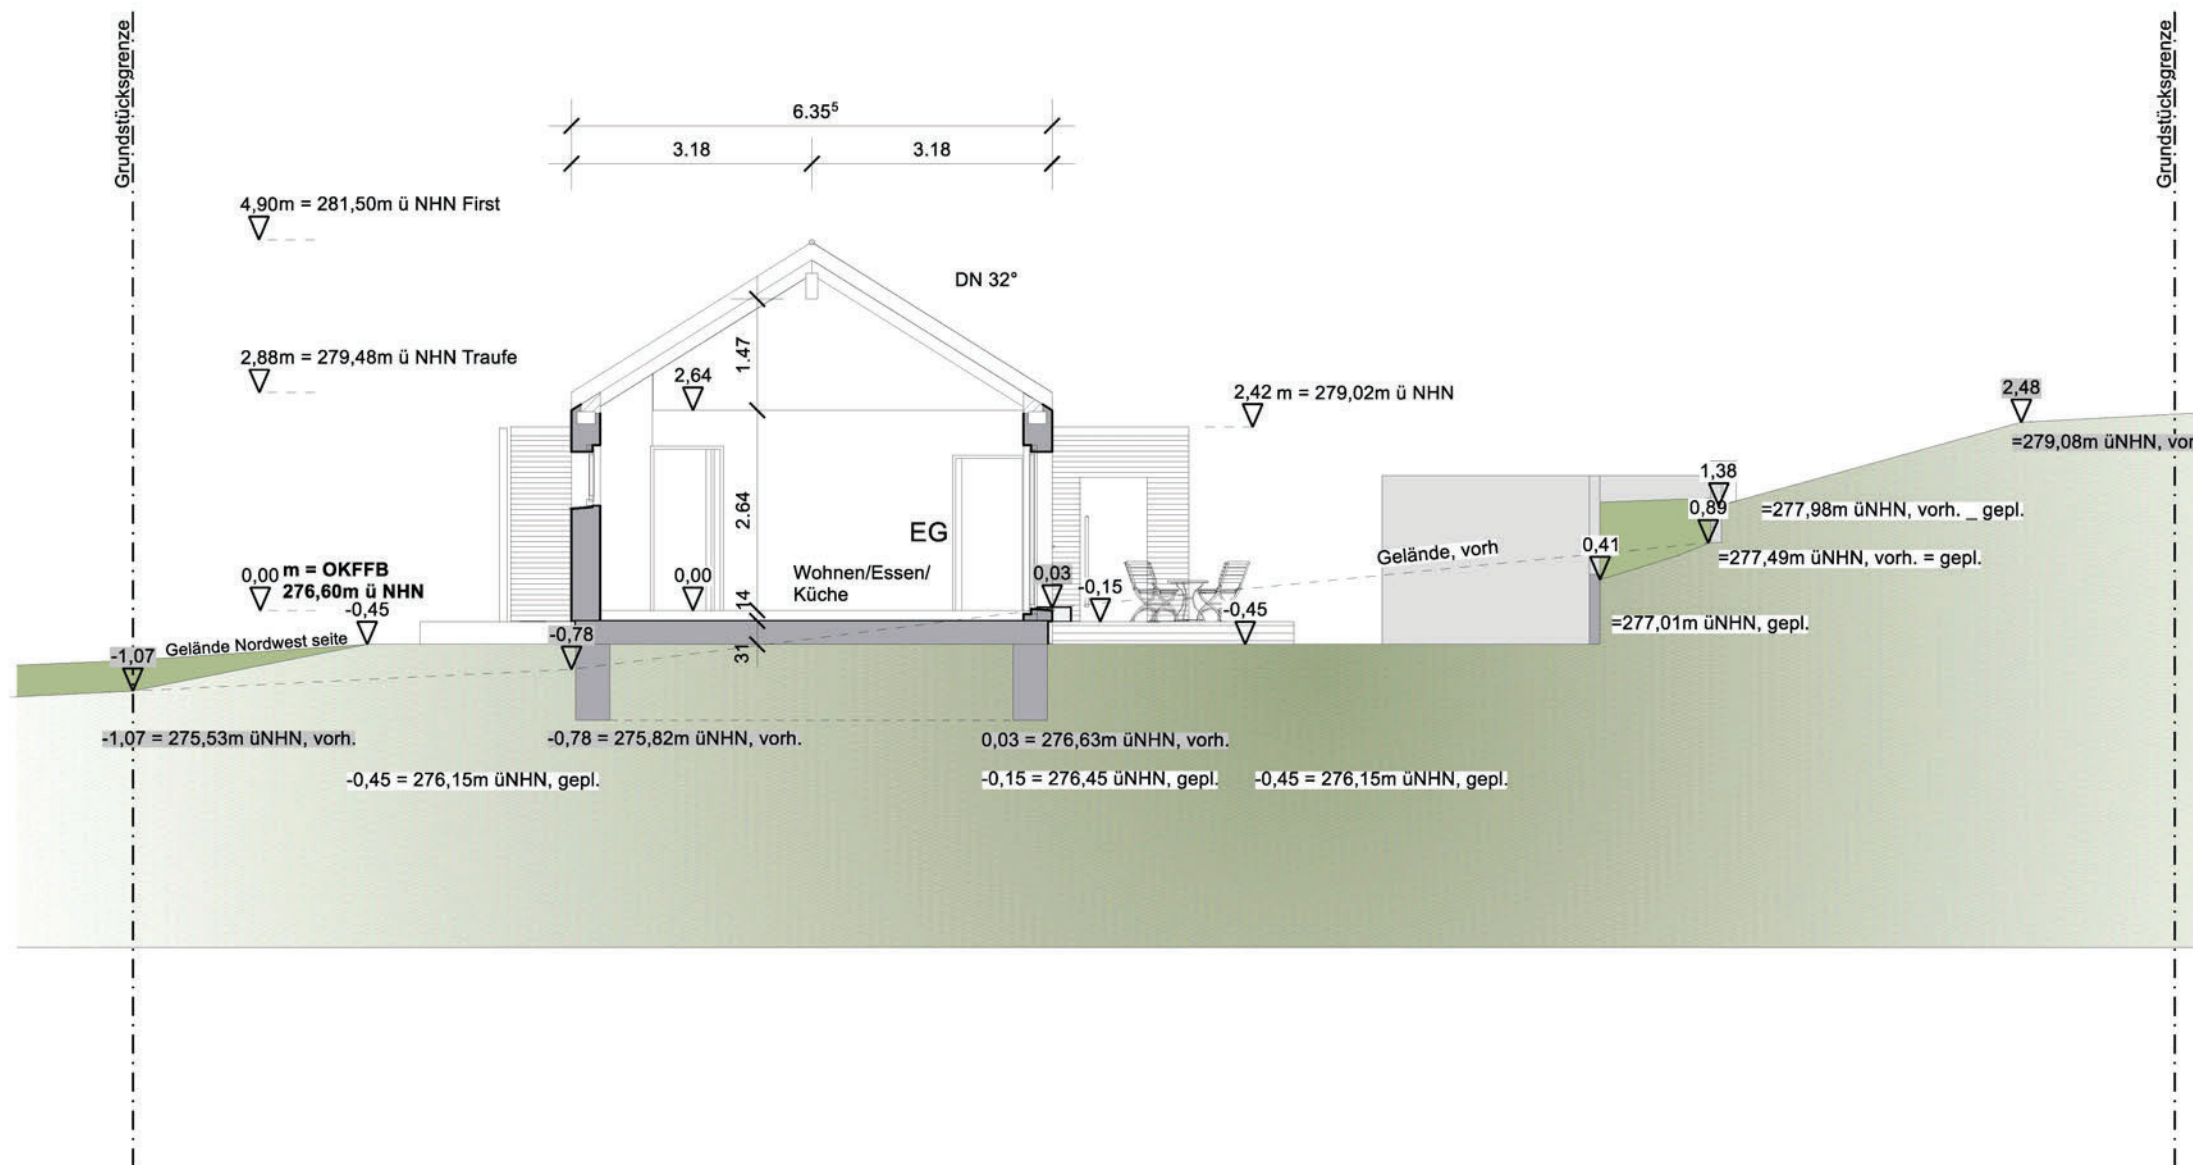 Grundstücksgrenze
Grundstücksgrenze
6.35⁵
3.18
3.18
4,90m = 281,50m ü NHN First
DN 32°
2,88m = 279,48m ü NHN Traufe
1.47
2,64
2,42 m = 279,02m ü NHN
2,48
=279,08m üNHN, vor
1,38
=277,98m üNHN, vorh. _ gepl.
0,89
=277,49m üNHN, vorh. = gepl.
Gelände, vorh
0,41
=277,01m üNHN, gepl.
2.64
EG
Wohnen/Essen/
Küche
0,00 m = OKFFB
276,60m ü NHN
0,00
14
0,03
-0,15
-0,45
-0,45
Gelände Nordwest seite
-0,78
31
-1,07
-1,07 = 275,53m üNHN, vorh.
-0,78 = 275,82m üNHN, vorh.
0,03 = 276,63m üNHN, vorh.
-0,45 = 276,15m üNHN, gepl.
-0,15 = 276,45 üNHN, gepl.
-0,45 = 276,15m üNHN, gepl.